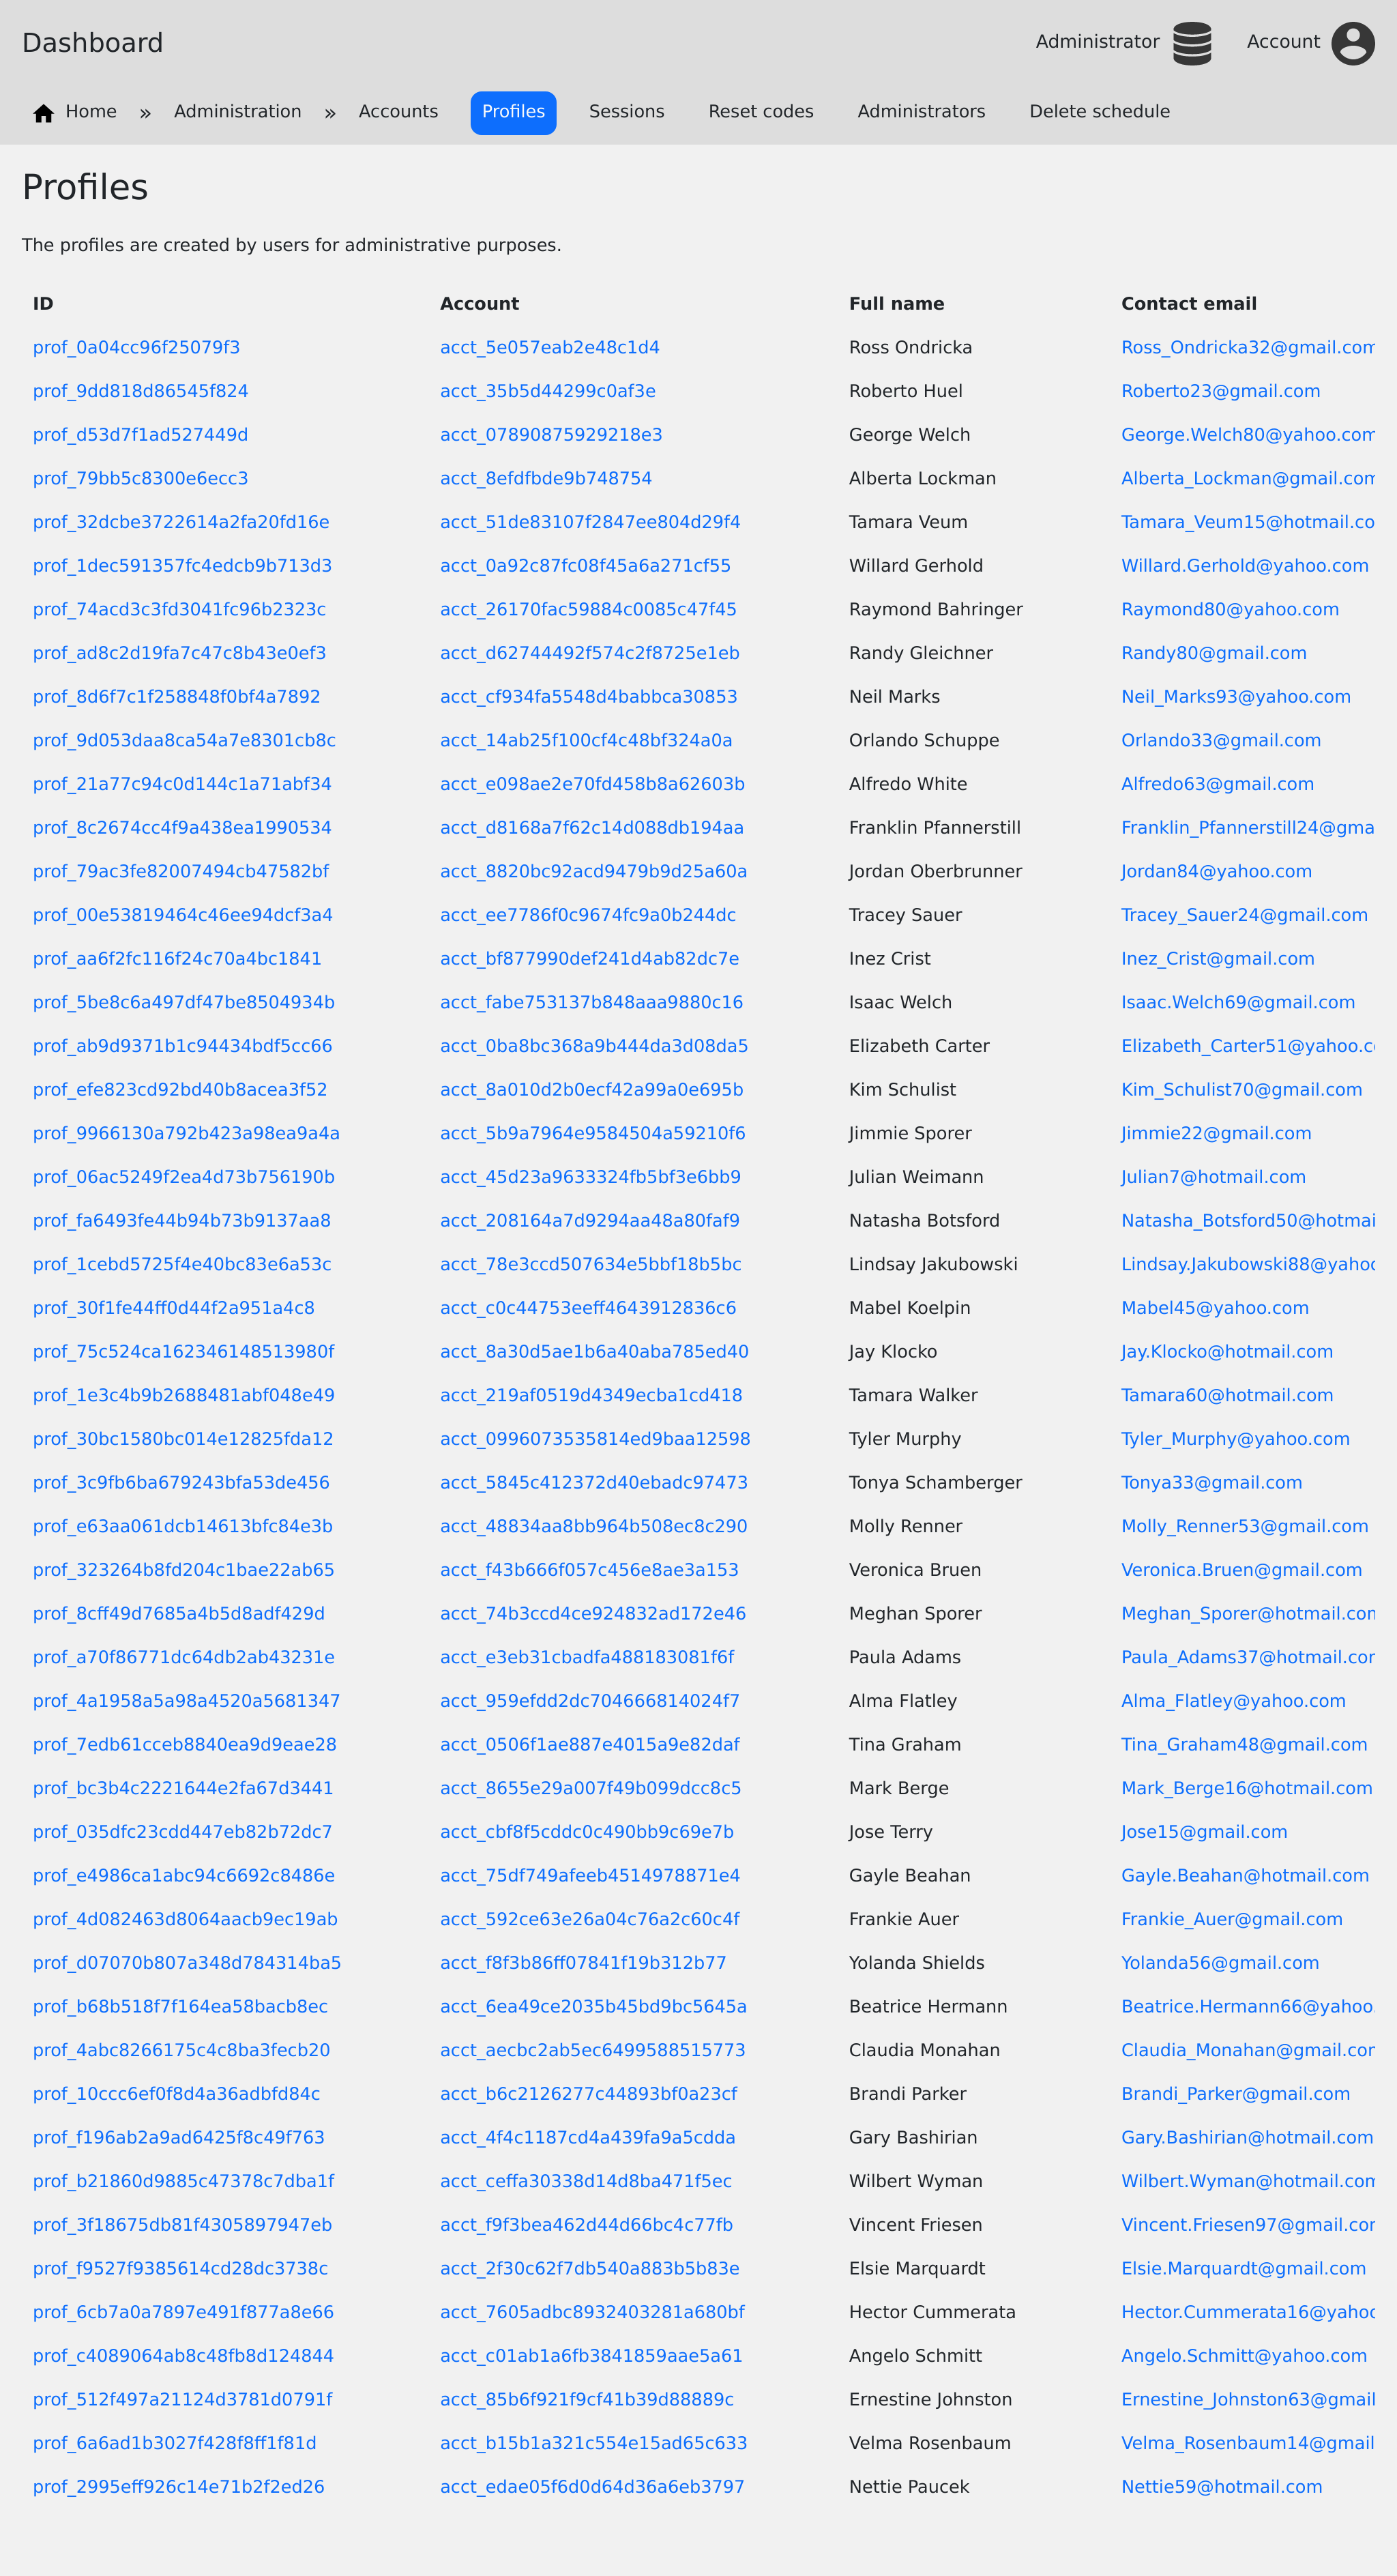 Dashboard Administrator Account
Home » Administration » Accounts Profiles Sessions Reset codes Administrators Delete schedule
Profiles
The profiles are created by users for administrative purposes.
ID Account Full name Contact email
prof_0a04cc96f25079f3 acct_5e057eab2e48c1d4 Ross Ondricka Ross_Ondricka32@gmail.com
prof_9dd818d86545f824 acct_35b5d44299c0af3e Roberto Huel Roberto23@gmail.com
prof_d53d7f1ad527449d acct_07890875929218e3 George Welch George.Welch80@yahoo.com
prof_79bb5c8300e6ecc3 acct_8efdfbde9b748754 Alberta Lockman Alberta_Lockman@gmail.com
prof_32dcbe3722614a2fa20fd16e acct_51de83107f2847ee804d29f4 Tamara Veum Tamara_Veum15@hotmail.co
prof_1dec591357fc4edcb9b713d3 acct_0a92c87fc08f45a6a271cf55 Willard Gerhold Willard.Gerhold@yahoo.com
prof_74acd3c3fd3041fc96b2323c acct_26170fac59884c0085c47f45 Raymond Bahringer Raymond80@yahoo.com
prof_ad8c2d19fa7c47c8b43e0ef3 acct_d62744492f574c2f8725e1eb Randy Gleichner Randy80@gmail.com
prof_8d6f7c1f258848f0bf4a7892 acct_cf934fa5548d4babbca30853 Neil Marks Neil_Marks93@yahoo.com
prof_9d053daa8ca54a7e8301cb8c acct_14ab25f100cf4c48bf324a0a Orlando Schuppe Orlando33@gmail.com
prof_21a77c94c0d144c1a71abf34 acct_e098ae2e70fd458b8a62603b Alfredo White Alfredo63@gmail.com
prof_8c2674cc4f9a438ea1990534 acct_d8168a7f62c14d088db194aa Franklin Pfannerstill Franklin_Pfannerstill24@gma
prof_79ac3fe82007494cb47582bf acct_8820bc92acd9479b9d25a60a Jordan Oberbrunner Jordan84@yahoo.com
prof_00e53819464c46ee94dcf3a4 acct_ee7786f0c9674fc9a0b244dc Tracey Sauer Tracey_Sauer24@gmail.com
prof_aa6f2fc116f24c70a4bc1841 acct_bf877990def241d4ab82dc7e Inez Crist Inez_Crist@gmail.com
prof_5be8c6a497df47be8504934b acct_fabe753137b848aaa9880c16 Isaac Welch Isaac.Welch69@gmail.com
prof_ab9d9371b1c94434bdf5cc66 acct_0ba8bc368a9b444da3d08da5 Elizabeth Carter Elizabeth_Carter51@yahoo.c
prof_efe823cd92bd40b8acea3f52 acct_8a010d2b0ecf42a99a0e695b Kim Schulist Kim_Schulist70@gmail.com
prof_9966130a792b423a98ea9a4a acct_5b9a7964e9584504a59210f6 Jimmie Sporer Jimmie22@gmail.com
prof_06ac5249f2ea4d73b756190b acct_45d23a9633324fb5bf3e6bb9 Julian Weimann Julian7@hotmail.com
prof_fa6493fe44b94b73b9137aa8 acct_208164a7d9294aa48a80faf9 Natasha Botsford Natasha_Botsford50@hotmai
prof_1cebd5725f4e40bc83e6a53c acct_78e3ccd507634e5bbf18b5bc Lindsay Jakubowski Lindsay.Jakubowski88@yahoo
prof_30f1fe44ff0d44f2a951a4c8 acct_c0c44753eeff4643912836c6 Mabel Koelpin Mabel45@yahoo.com
prof_75c524ca162346148513980f acct_8a30d5ae1b6a40aba785ed40 Jay Klocko Jay.Klocko@hotmail.com
prof_1e3c4b9b2688481abf048e49 acct_219af0519d4349ecba1cd418 Tamara Walker Tamara60@hotmail.com
prof_30bc1580bc014e12825fda12 acct_0996073535814ed9baa12598 Tyler Murphy Tyler_Murphy@yahoo.com
prof_3c9fb6ba679243bfa53de456 acct_5845c412372d40ebadc97473 Tonya Schamberger Tonya33@gmail.com
prof_e63aa061dcb14613bfc84e3b acct_48834aa8bb964b508ec8c290 Molly Renner Molly_Renner53@gmail.com
prof_323264b8fd204c1bae22ab65 acct_f43b666f057c456e8ae3a153 Veronica Bruen Veronica.Bruen@gmail.com
prof_8cff49d7685a4b5d8adf429d acct_74b3ccd4ce924832ad172e46 Meghan Sporer Meghan_Sporer@hotmail.com
prof_a70f86771dc64db2ab43231e acct_e3eb31cbadfa488183081f6f Paula Adams Paula_Adams37@hotmail.com
prof_4a1958a5a98a4520a5681347 acct_959efdd2dc704666814024f7 Alma Flatley Alma_Flatley@yahoo.com
prof_7edb61cceb8840ea9d9eae28 acct_0506f1ae887e4015a9e82daf Tina Graham Tina_Graham48@gmail.com
prof_bc3b4c2221644e2fa67d3441 acct_8655e29a007f49b099dcc8c5 Mark Berge Mark_Berge16@hotmail.com
prof_035dfc23cdd447eb82b72dc7 acct_cbf8f5cddc0c490bb9c69e7b Jose Terry Jose15@gmail.com
prof_e4986ca1abc94c6692c8486e acct_75df749afeeb4514978871e4 Gayle Beahan Gayle.Beahan@hotmail.com
prof_4d082463d8064aacb9ec19ab acct_592ce63e26a04c76a2c60c4f Frankie Auer Frankie_Auer@gmail.com
prof_d07070b807a348d784314ba5 acct_f8f3b86ff07841f19b312b77 Yolanda Shields Yolanda56@gmail.com
prof_b68b518f7f164ea58bacb8ec acct_6ea49ce2035b45bd9bc5645a Beatrice Hermann Beatrice.Hermann66@yahoo.
prof_4abc8266175c4c8ba3fecb20 acct_aecbc2ab5ec6499588515773 Claudia Monahan Claudia_Monahan@gmail.com
prof_10ccc6ef0f8d4a36adbfd84c acct_b6c2126277c44893bf0a23cf Brandi Parker Brandi_Parker@gmail.com
prof_f196ab2a9ad6425f8c49f763 acct_4f4c1187cd4a439fa9a5cdda Gary Bashirian Gary.Bashirian@hotmail.com
prof_b21860d9885c47378c7dba1f acct_ceffa30338d14d8ba471f5ec Wilbert Wyman Wilbert.Wyman@hotmail.com
prof_3f18675db81f4305897947eb acct_f9f3bea462d44d66bc4c77fb Vincent Friesen Vincent.Friesen97@gmail.com
prof_f9527f9385614cd28dc3738c acct_2f30c62f7db540a883b5b83e Elsie Marquardt Elsie.Marquardt@gmail.com
prof_6cb7a0a7897e491f877a8e66 acct_7605adbc8932403281a680bf Hector Cummerata Hector.Cummerata16@yahoo
prof_c4089064ab8c48fb8d124844 acct_c01ab1a6fb3841859aae5a61 Angelo Schmitt Angelo.Schmitt@yahoo.com
prof_512f497a21124d3781d0791f acct_85b6f921f9cf41b39d88889c Ernestine Johnston Ernestine_Johnston63@gmail
prof_6a6ad1b3027f428f8ff1f81d acct_b15b1a321c554e15ad65c633 Velma Rosenbaum Velma_Rosenbaum14@gmail
prof_2995eff926c14e71b2f2ed26 acct_edae05f6d0d64d36a6eb3797 Nettie Paucek Nettie59@hotmail.com